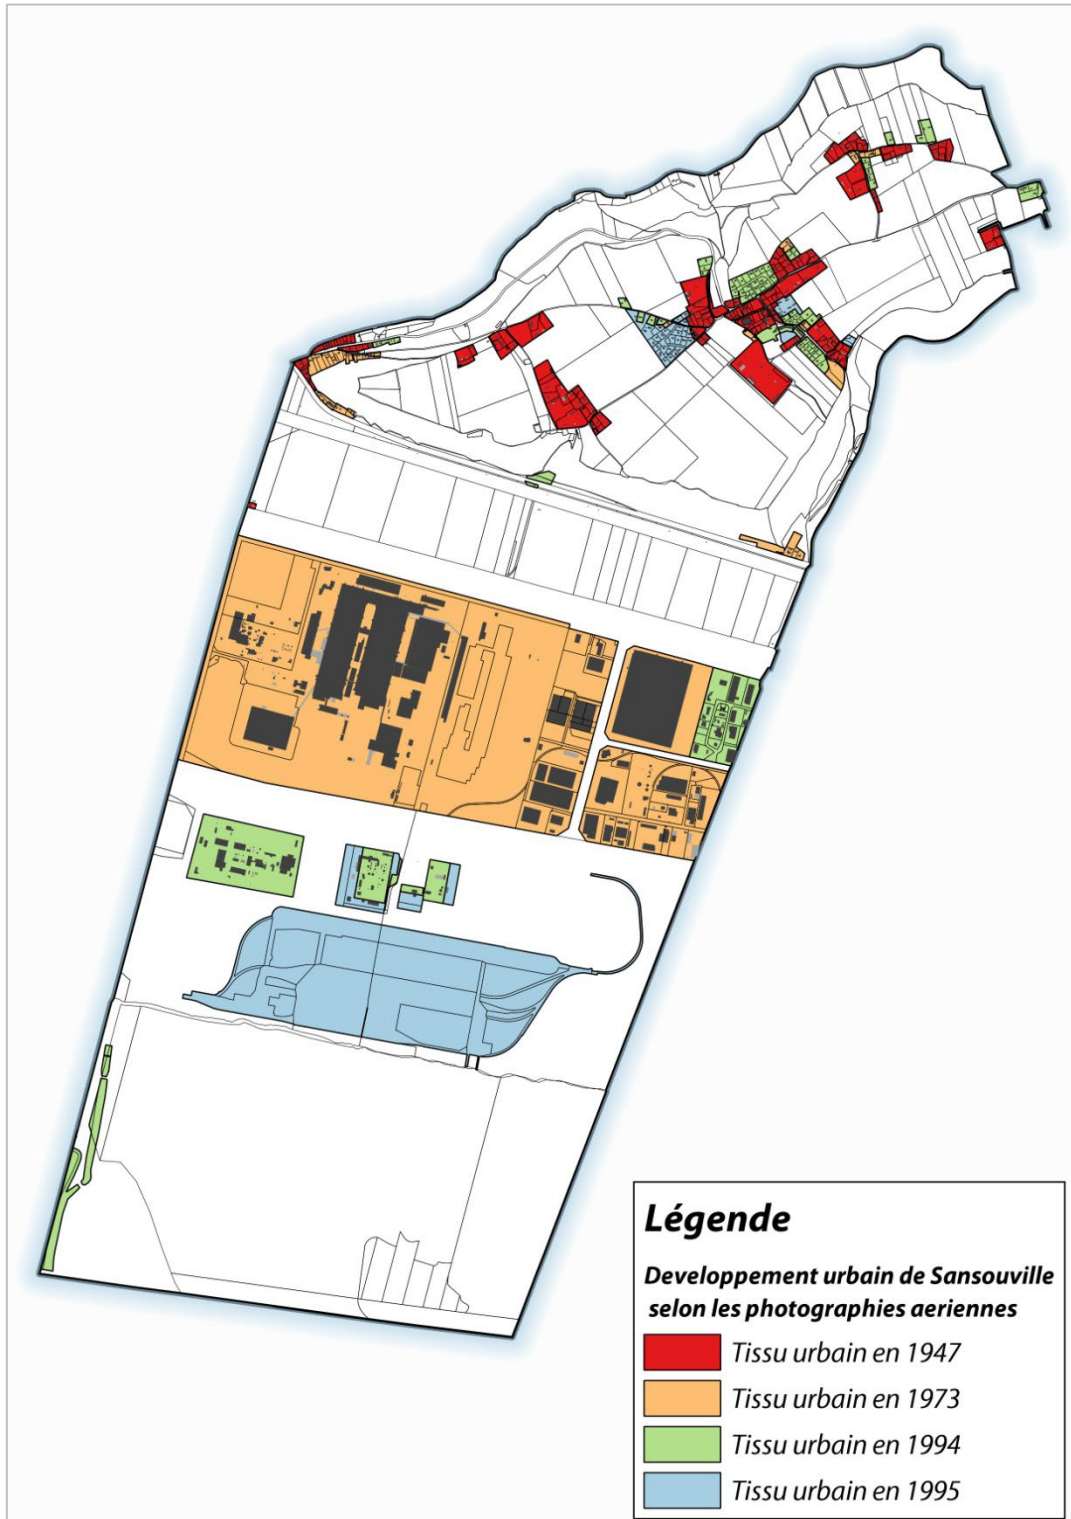 Légende
Developpement urbain de Sansouville
selon les photographies aeriennes
Tissu urbain en 1947
Tissu urbain en 1973
Tissu urbain en 1994
Tissu urbain en 1995